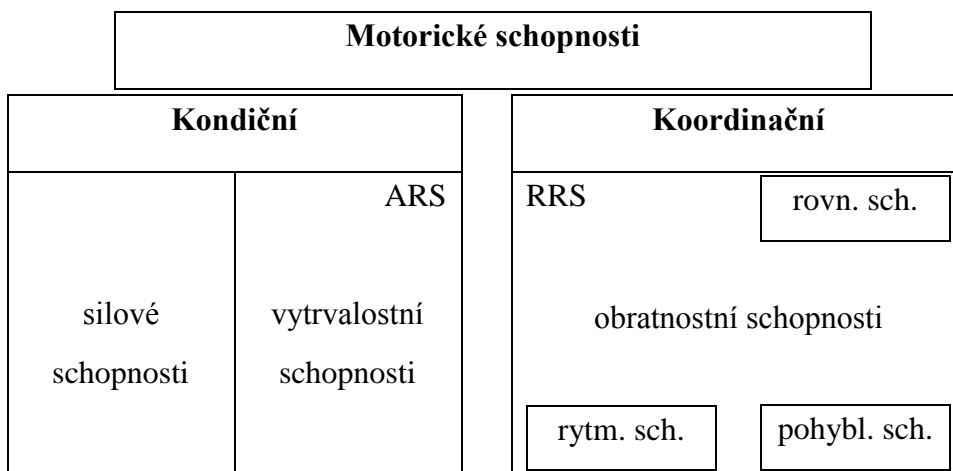 Motorické schopnosti
Kondiční
Koordinační
ARS
silové
schopnosti
vytrvalostní
schopnosti
RRS
rovn. sch.
obratnostní schopnosti
rytm. sch.
pohybl. sch.